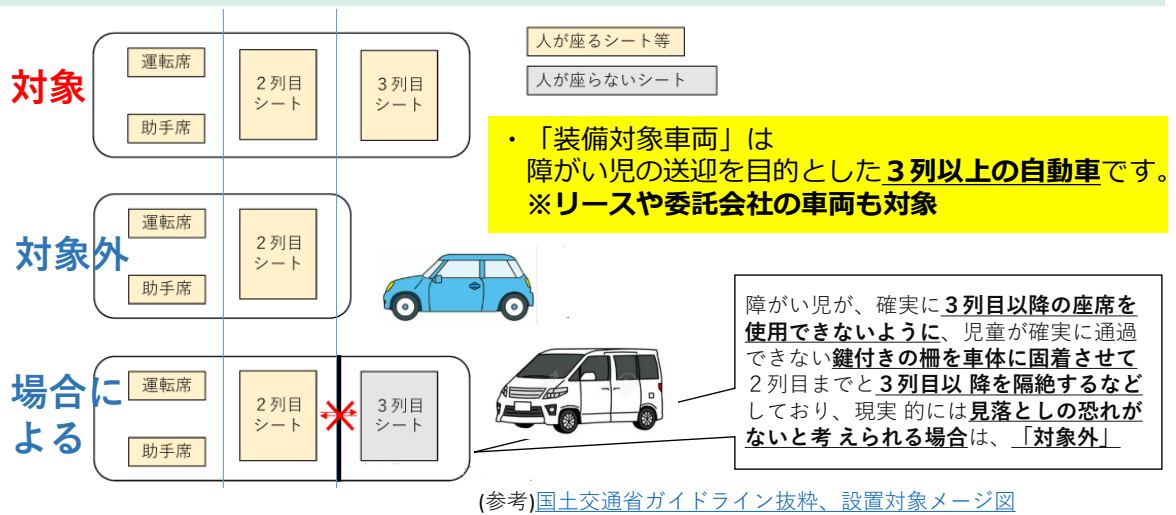 対象
運転席
助手席
2列目
シート
3列目
シート
人が座るシート等
人が座らないシート
・「装備対象車両」は
障がい児の送迎を目的とした3列以上の自動車です。
※リースや委託会社の車両も対象
対象外
運転席
助手席
2列目
シート
場合に
よる
運転席
助手席
2列目
シート
3列目
シート
障がい児が、確実に3列目以降の座席を
使用できないように、児童が確実に通過
できない鍵付きの柵を車体に固着させて
2列目までと3列目以 降を隔絶するなど
しており、現実 的には見落としの恐れが
ないと考 えられる場合は、「対象外」
(参考)国土交通省ガイドライン抜粋、設置対象メージ図